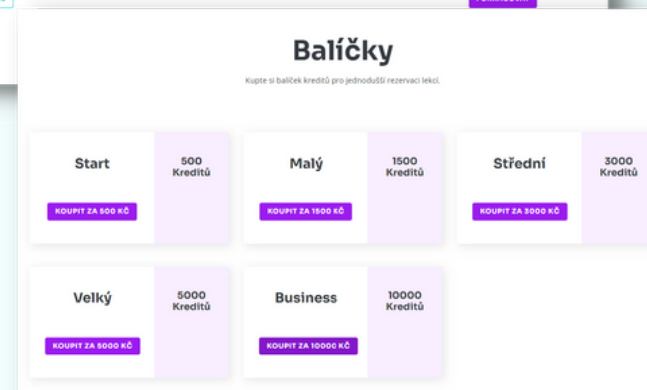 Balíčky
Kupte si balíček kreditů pro jednodušší rezervaci lekcí.
Start
500
Kreditů
KOUPIT ZA 500 KČ
Malý
1500
Kreditů
KOUPIT ZA 1500 KČ
Střední
3000
Kreditů
KOUPIT ZA 3000 KČ
Velký
5000
Kreditů
KOUPIT ZA 5000 KČ
Business
10000
Kreditů
KOUPIT ZA 10000 KČ